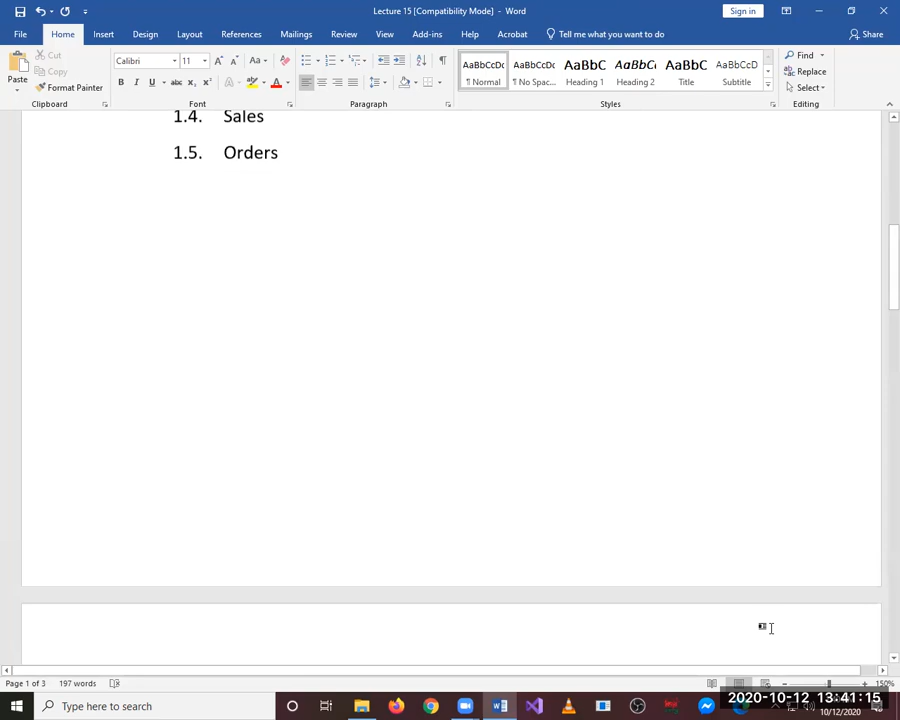 Lecture 15 [Compatibility Mode] - Word
Sign in
File Home Insert Design Layout References Mailings Review View Add-ins Help Acrobat Tell me what you want to do Share
Paste
Cut
Copy
Format Painter
Clipboard
Calibri 11
Font
Paragraph
AaBbCcDc AaBbCcDc AaBbC AaBbCc AaBbC AaBbCcD
¶ Normal ¶ No Spac... Heading 1 Heading 2 Title Subtitle
Styles
Find
Replace
Select
Editing
1.4. Sales
1.5. Orders
Page 1 of 3 197 words 150%
Type here to search
2020-10-12 13:41:15
10/12/2020